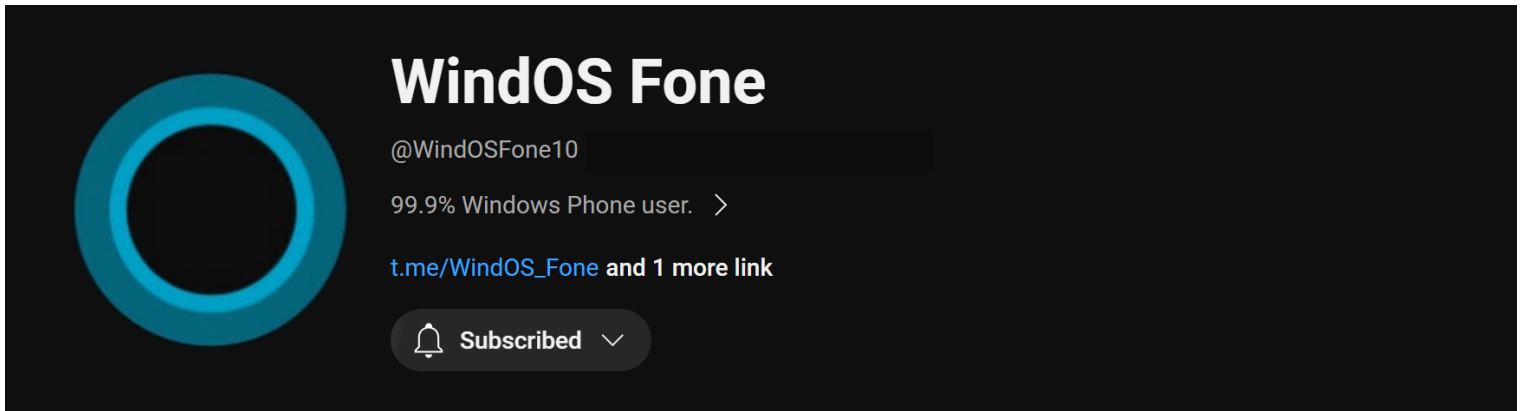 WindOS Fone
@WindOSFone10
99.9% Windows Phone user.
t.me/WindOS_Fone and 1 more link
Subscribed